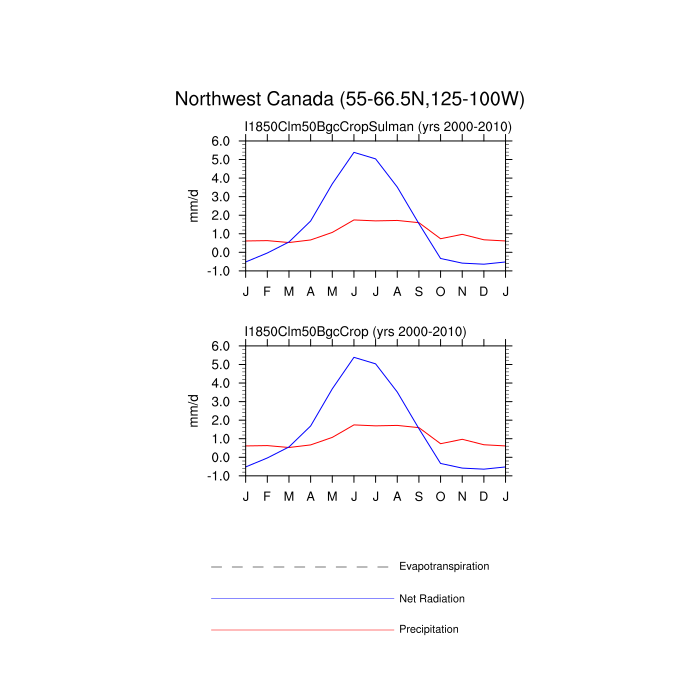 Northwest Canada (55-66.5N,125-100W)
I1850Clm50BgcCropSulman (yrs 2000-2010)
6.0
5.0
4.0
3.0
2.0
1.0
0.0
-1.0
mm/d
J F M A M J J A S O N D J
I1850Clm50BgcCrop (yrs 2000-2010)
6.0
5.0
4.0
3.0
2.0
1.0
0.0
-1.0
mm/d
J F M A M J J A S O N D J
Evapotranspiration
Net Radiation
Precipitation